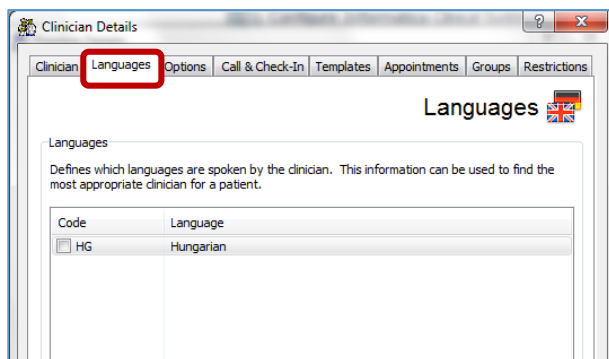 Clinician Details
Clinician Languages Options Call & Check-In Templates Appointments Groups Restrictions
Languages
Languages
Defines which languages are spoken by the clinician. This information can be used to find the
most appropriate clinician for a patient.
Code Language
HG Hungarian